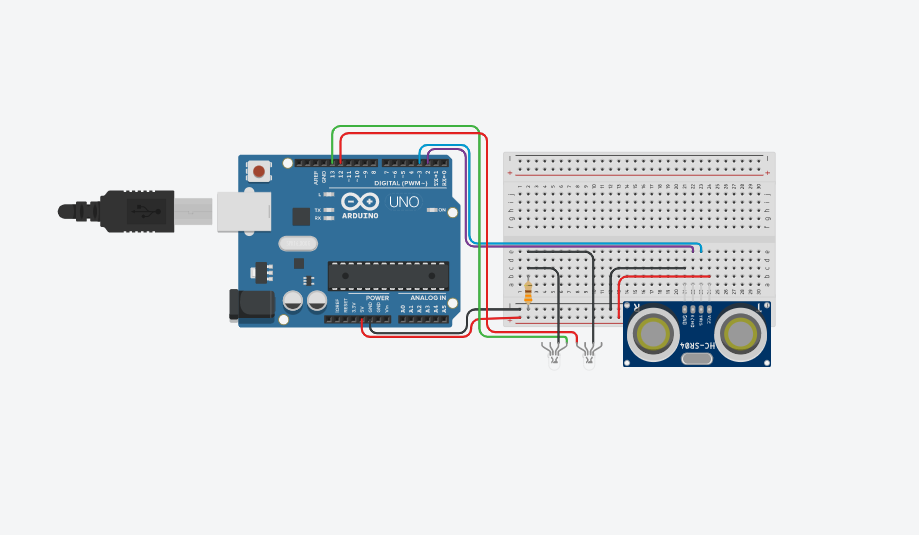 AREF
GND
13
12
~11
~10
~9
8
7
~6
~5
4
~3
2
TX→1
RX←0
DIGITAL (PWM~)
L
TX
RX
ARDUINO
UNO
ON
POWER
ANALOG IN
IOREF
RESET
3.3V
5V
GND
GND
Vin
A0
A1
A2
A3
A4
A5
GND
ECHO
TRIG
VCC
HC-SR04
R
T